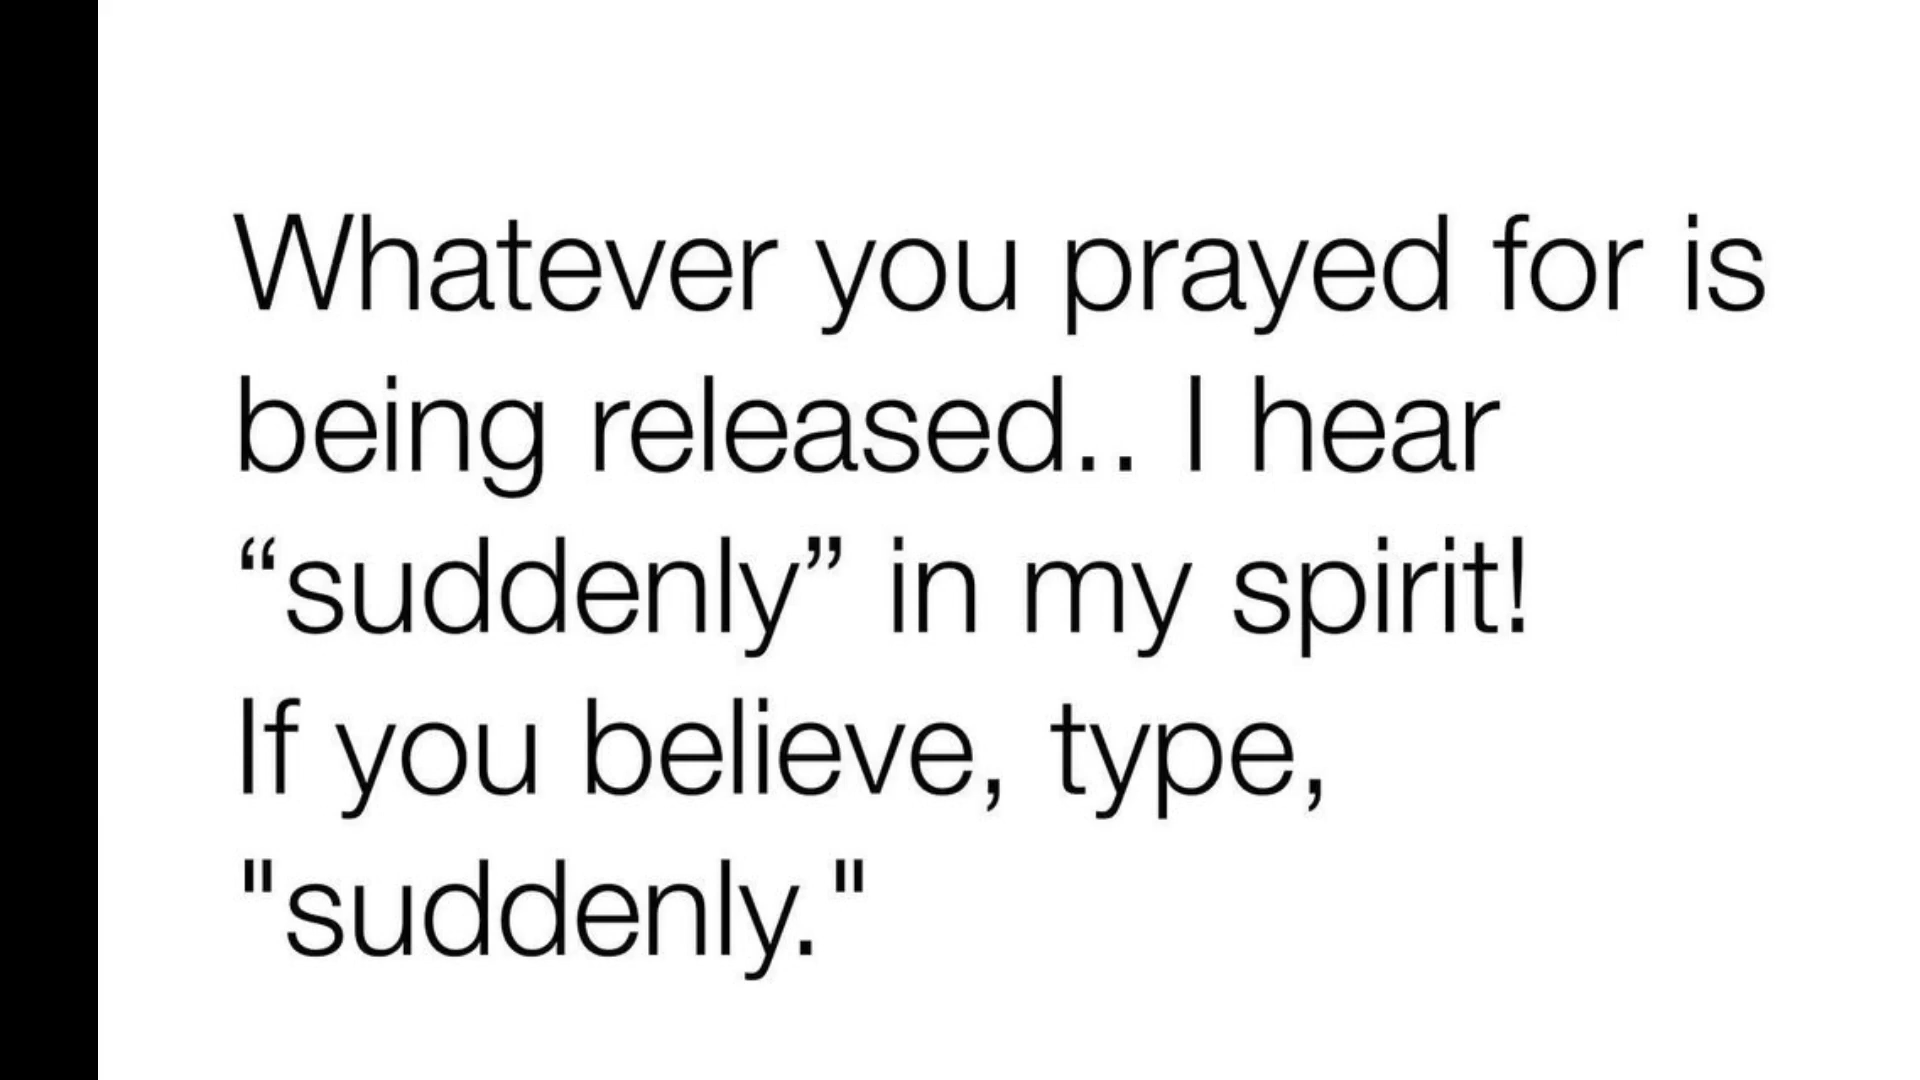 Whatever you prayed for is
being released.. I hear
“suddenly” in my spirit!
If you believe, type,
"suddenly."